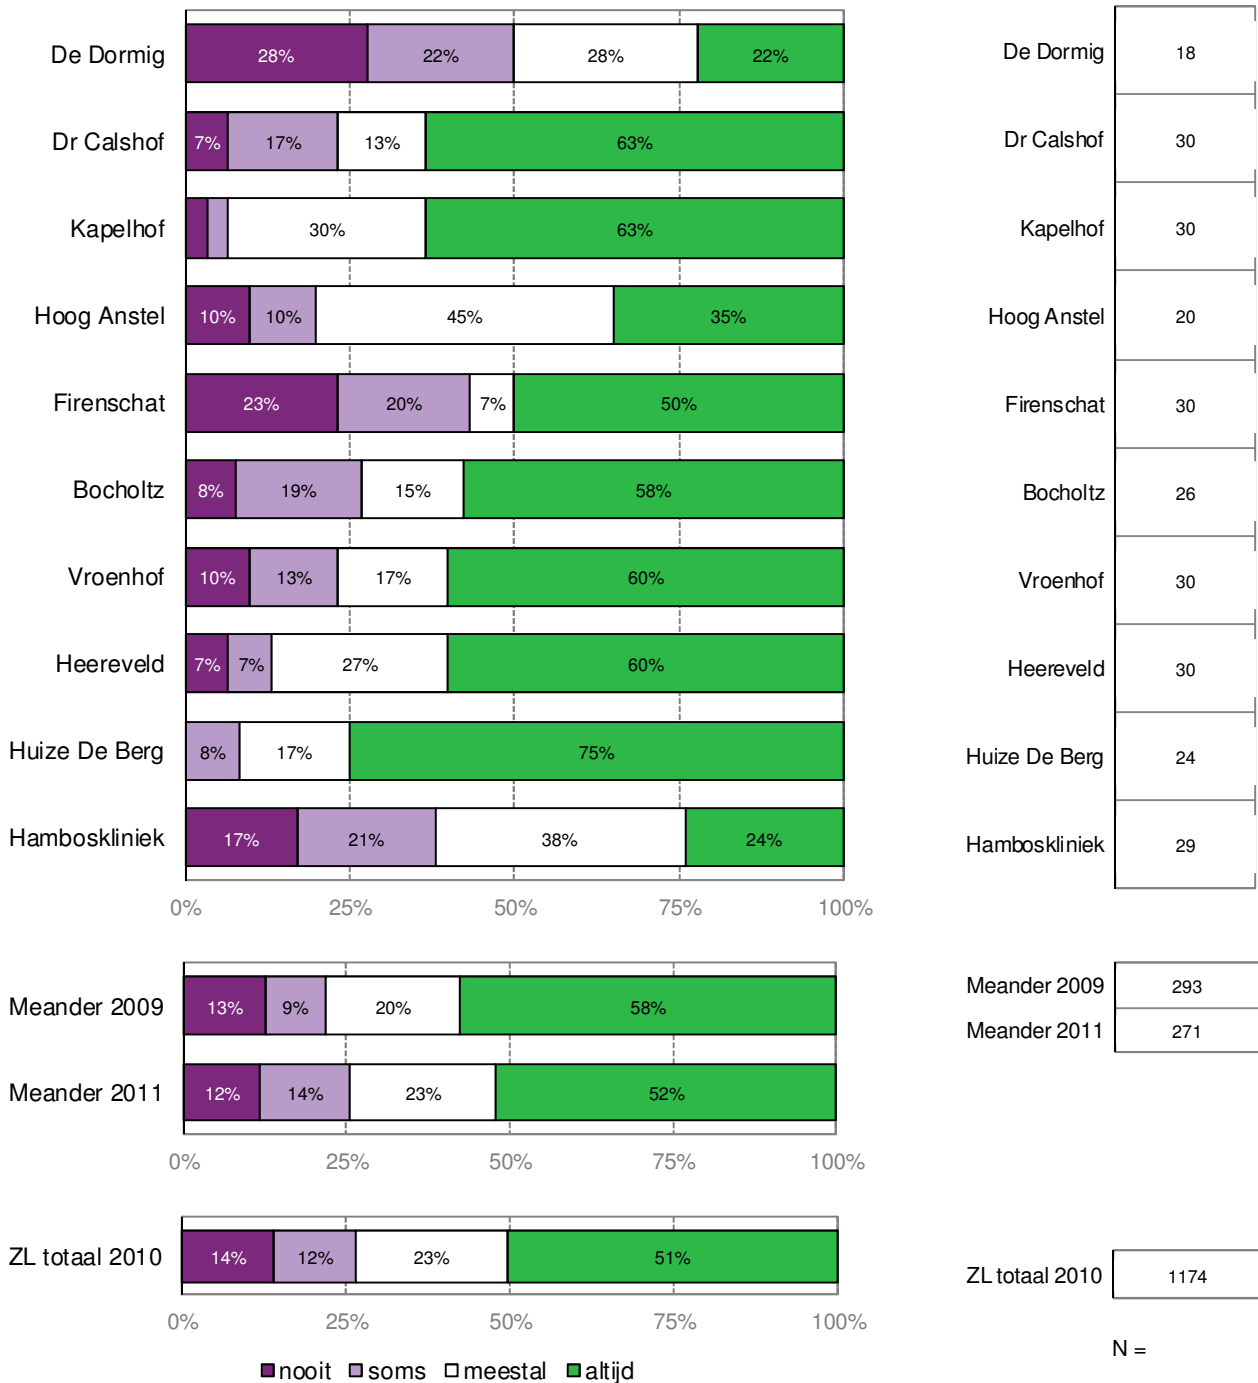 De Dormig 28% 22% 28% 22% De Dormig 18
Dr Calshof 7% 17% 13% 63% Dr Calshof 30
Kapelhof 30% 63% Kapelhof 30
Hoog Anstel 10% 10% 45% 35% Hoog Anstel 20
Firenschat 23% 20% 7% 50% Firenschat 30
Bocholtz 8% 19% 15% 58% Bocholtz 26
Vroenhof 10% 13% 17% 60% Vroenhof 30
Heereveld 7% 7% 27% 60% Heereveld 30
Huize De Berg 8% 17% 75% Huize De Berg 24
Hamboskliniek 17% 21% 38% 24% Hamboskliniek 29
0% 25% 50% 75% 100%
Meander 2009 13% 9% 20% 58% Meander 2009 293
Meander 2011 12% 14% 23% 52% Meander 2011 271
0% 25% 50% 75% 100%
ZL totaal 2010 14% 12% 23% 51% ZL totaal 2010 1174
0% 25% 50% 75% 100%
N =
nooit soms meestal altijd